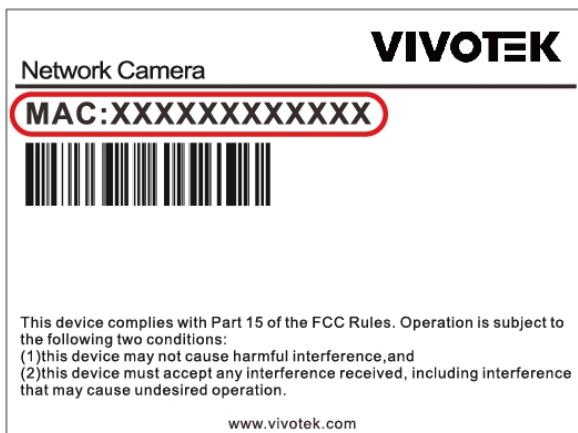 VIVOTEK
Network Camera
MAC:XXXXXXXXXXXX
This device complies with Part 15 of the FCC Rules. Operation is subject to
the following two conditions:
(1)this device may not cause harmful interference,and
(2)this device must accept any interference received, including interference
that may cause undesired operation.
www.vivotek.com